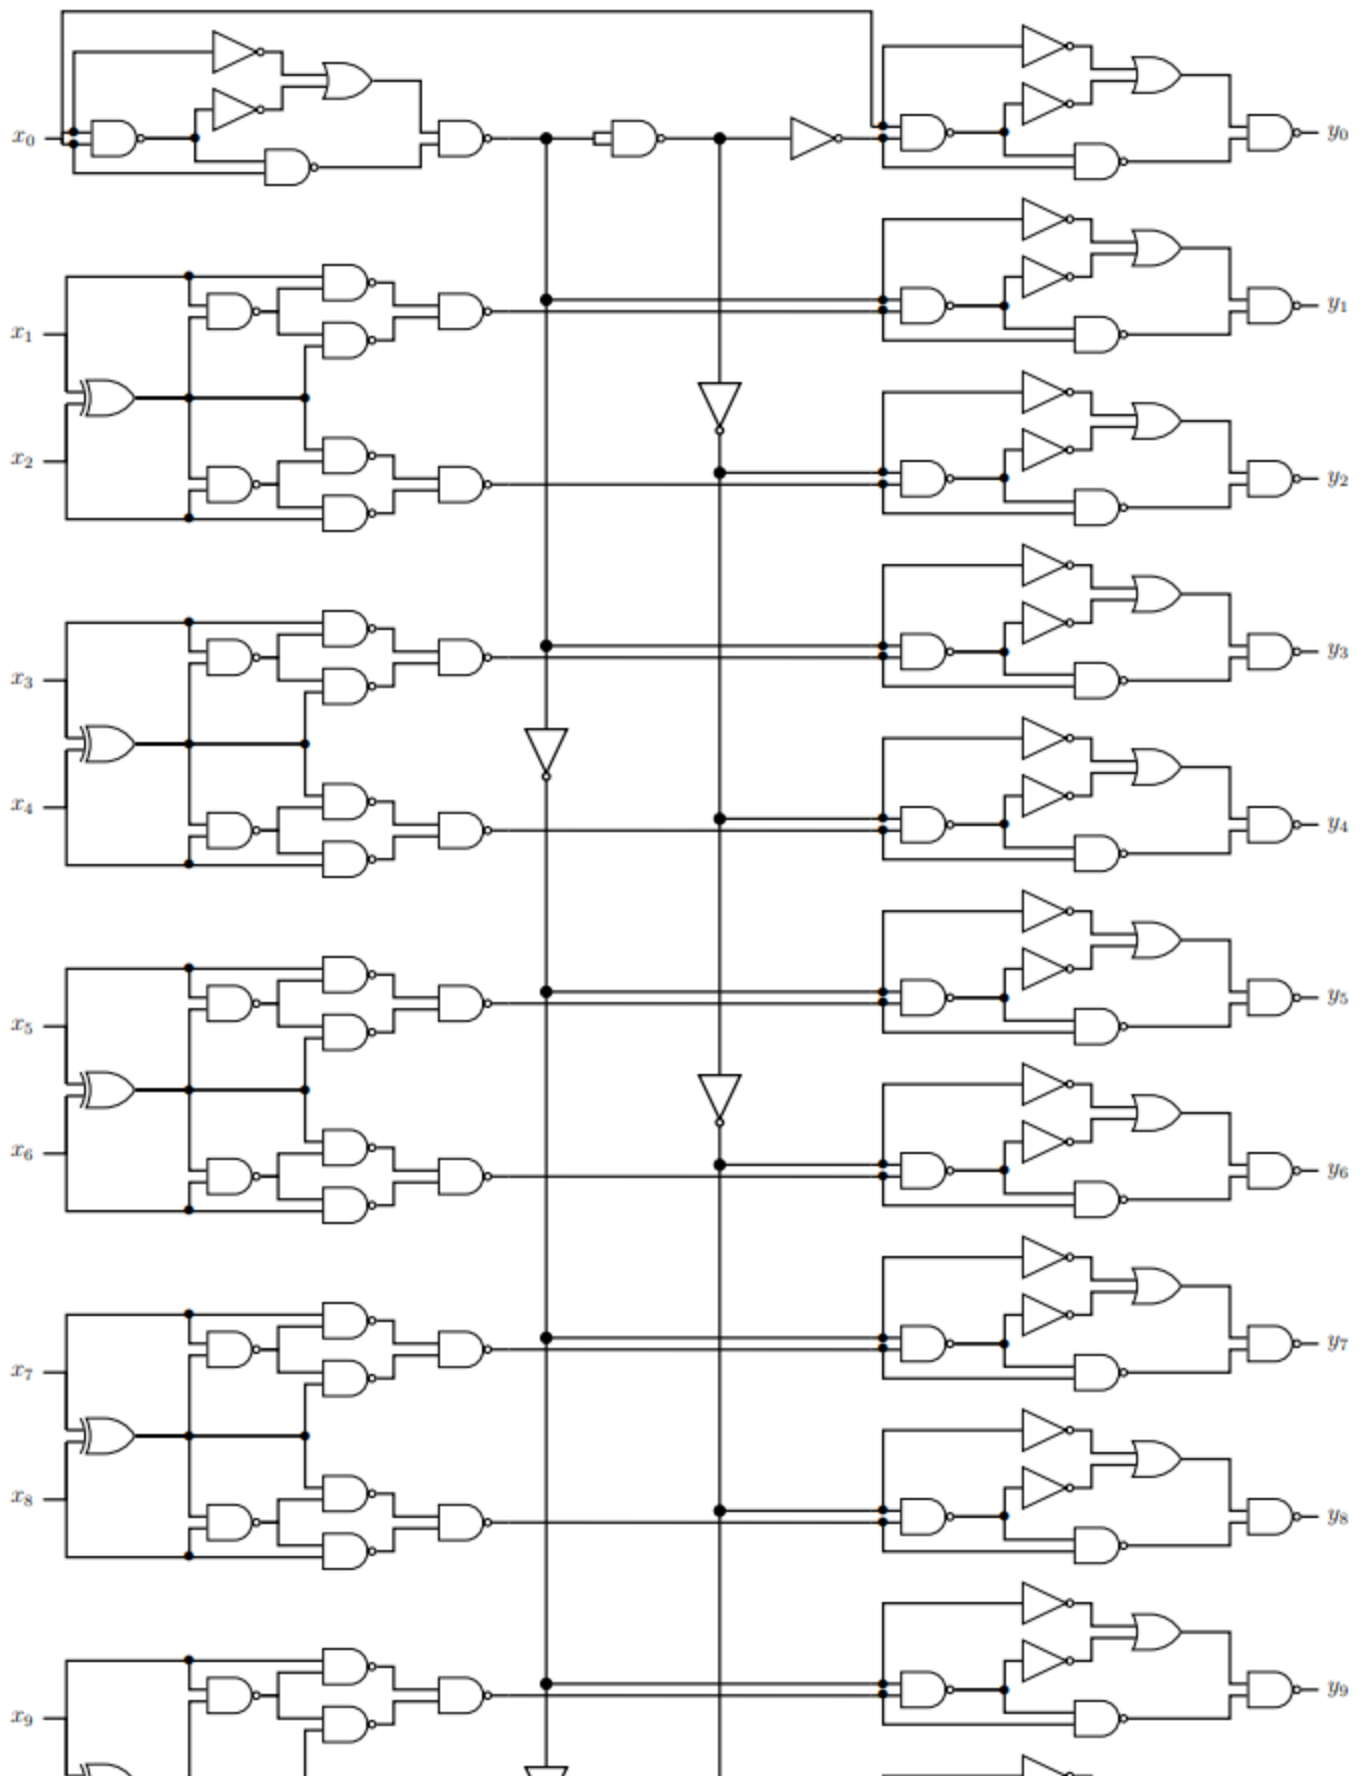 x₀ y₀
x₁ y₁
x₂ y₂
x₃ y₃
x₄ y₄
x₅ y₅
x₆ y₆
x₇ y₇
x₈ y₈
x₉ y₉